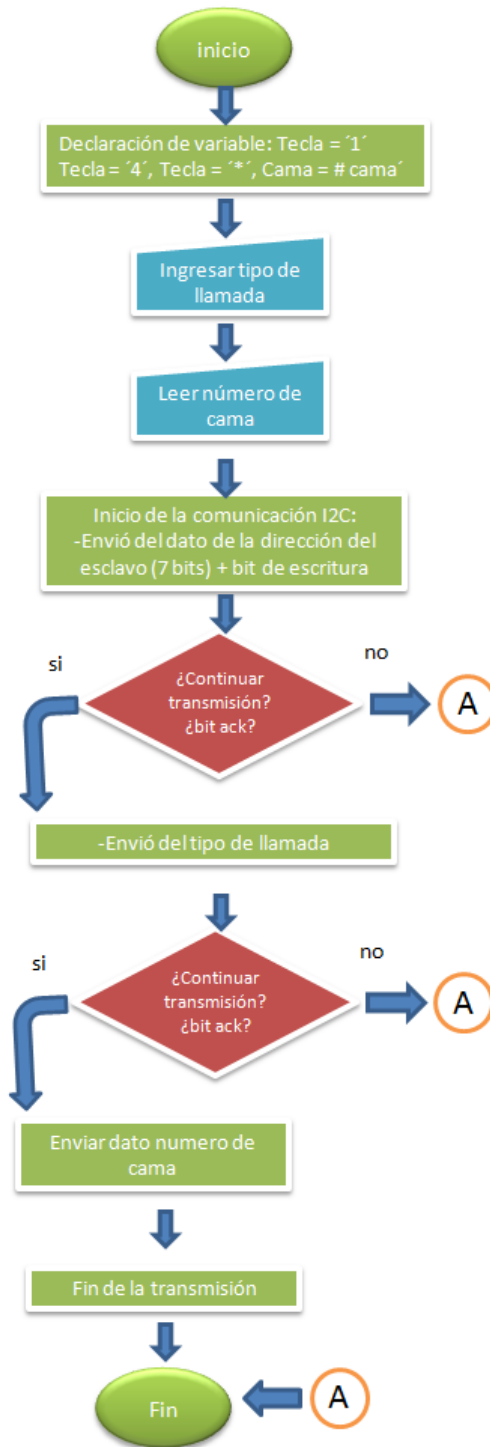 inicio
Declaración de variable: Tecla = ´1´
Tecla = ´4´, Tecla = ´*´, Cama = # cama´
Ingresar tipo de
llamada
Leer número de
cama
Inicio de la comunicación I2C:
-Envió del dato de la dirección del
esclavo (7 bits) + bit de escritura
si
no
¿Continuar
transmisión?
¿bit ack?
A
-Envió del tipo de llamada
si
no
¿Continuar
transmisión?
¿bit ack?
A
Enviar dato numero de
cama
Fin de la transmisión
Fin
A